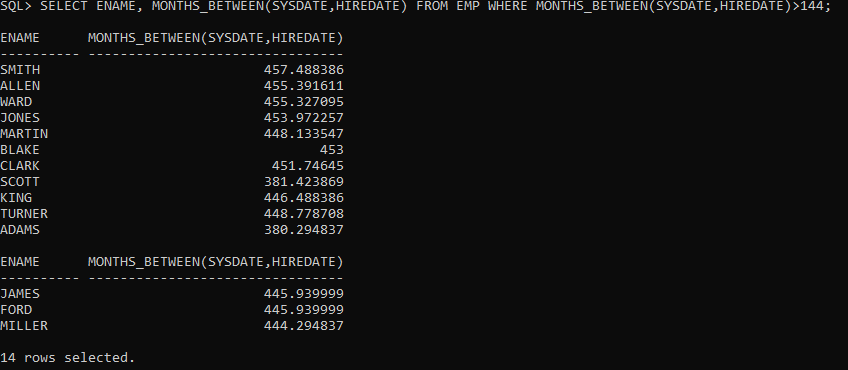 SQL> SELECT ENAME, MONTHS_BETWEEN(SYSDATE,HIREDATE) FROM EMP WHERE MONTHS_BETWEEN(SYSDATE,HIREDATE)>144;
ENAME      MONTHS_BETWEEN(SYSDATE,HIREDATE)
---------- --------------------------------
SMITH                            457.488386
ALLEN                            455.391611
WARD                             455.327095
JONES                            453.972257
MARTIN                           448.133547
BLAKE                                   453
CLARK                             451.74645
SCOTT                            381.423869
KING                             446.488386
TURNER                           448.778708
ADAMS                            380.294837
ENAME      MONTHS_BETWEEN(SYSDATE,HIREDATE)
---------- --------------------------------
JAMES                            445.939999
FORD                             445.939999
MILLER                           444.294837
14 rows selected.